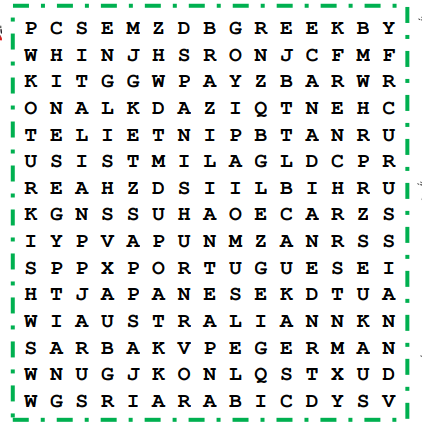 P C S E M Z D B G R E E K B Y
W H I N J H S R O N J C F M F
K I T G G W P A Y Z B A R W R
O N A L K D A Z I Q T N E H C
T E L I E T N I P B T A N R U
U S I S T M I L A G L D C P R
R E A H Z D S I I L B I H R U
K G N S S U H A O E C A R Z S
I Y P V A P U N M Z A N R S S
S P P X P O R T U G U E S E I
H T J A P A N E S E K D T U A
W I A U S T R A L I A N N K N
S A R B A K V P E G E R M A N
W N U G J K O N L Q S T X U D
W G S R I A R A B I C D Y S V